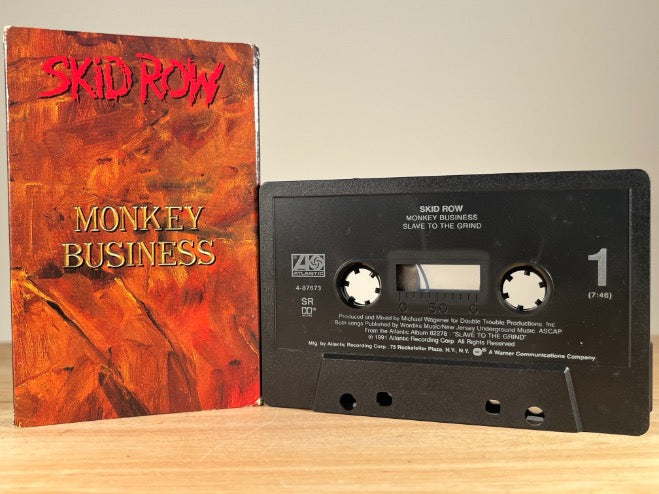 SKID ROW
MONKEY
BUSINESS
SKID ROW
MONKEY BUSINESS
SLAVE TO THE GRIND
ATLANTIC
4-87673
SR
1
(7:46)
Produced and Mixed by Michael Wagener for Double Trouble Productions, Inc
Both songs Published by Wordiks Music/New Jersey Underground Music ASCAP
From the Atlantic Album 82278 - "SLAVE TO THE GRIND"
© 1991 Atlantic Recording Corp All Rights Reserved
Mfg. by Atlantic Recording Corp. 75 Rockefeller Plaza, N.Y., N.Y. A Warner Communications Company